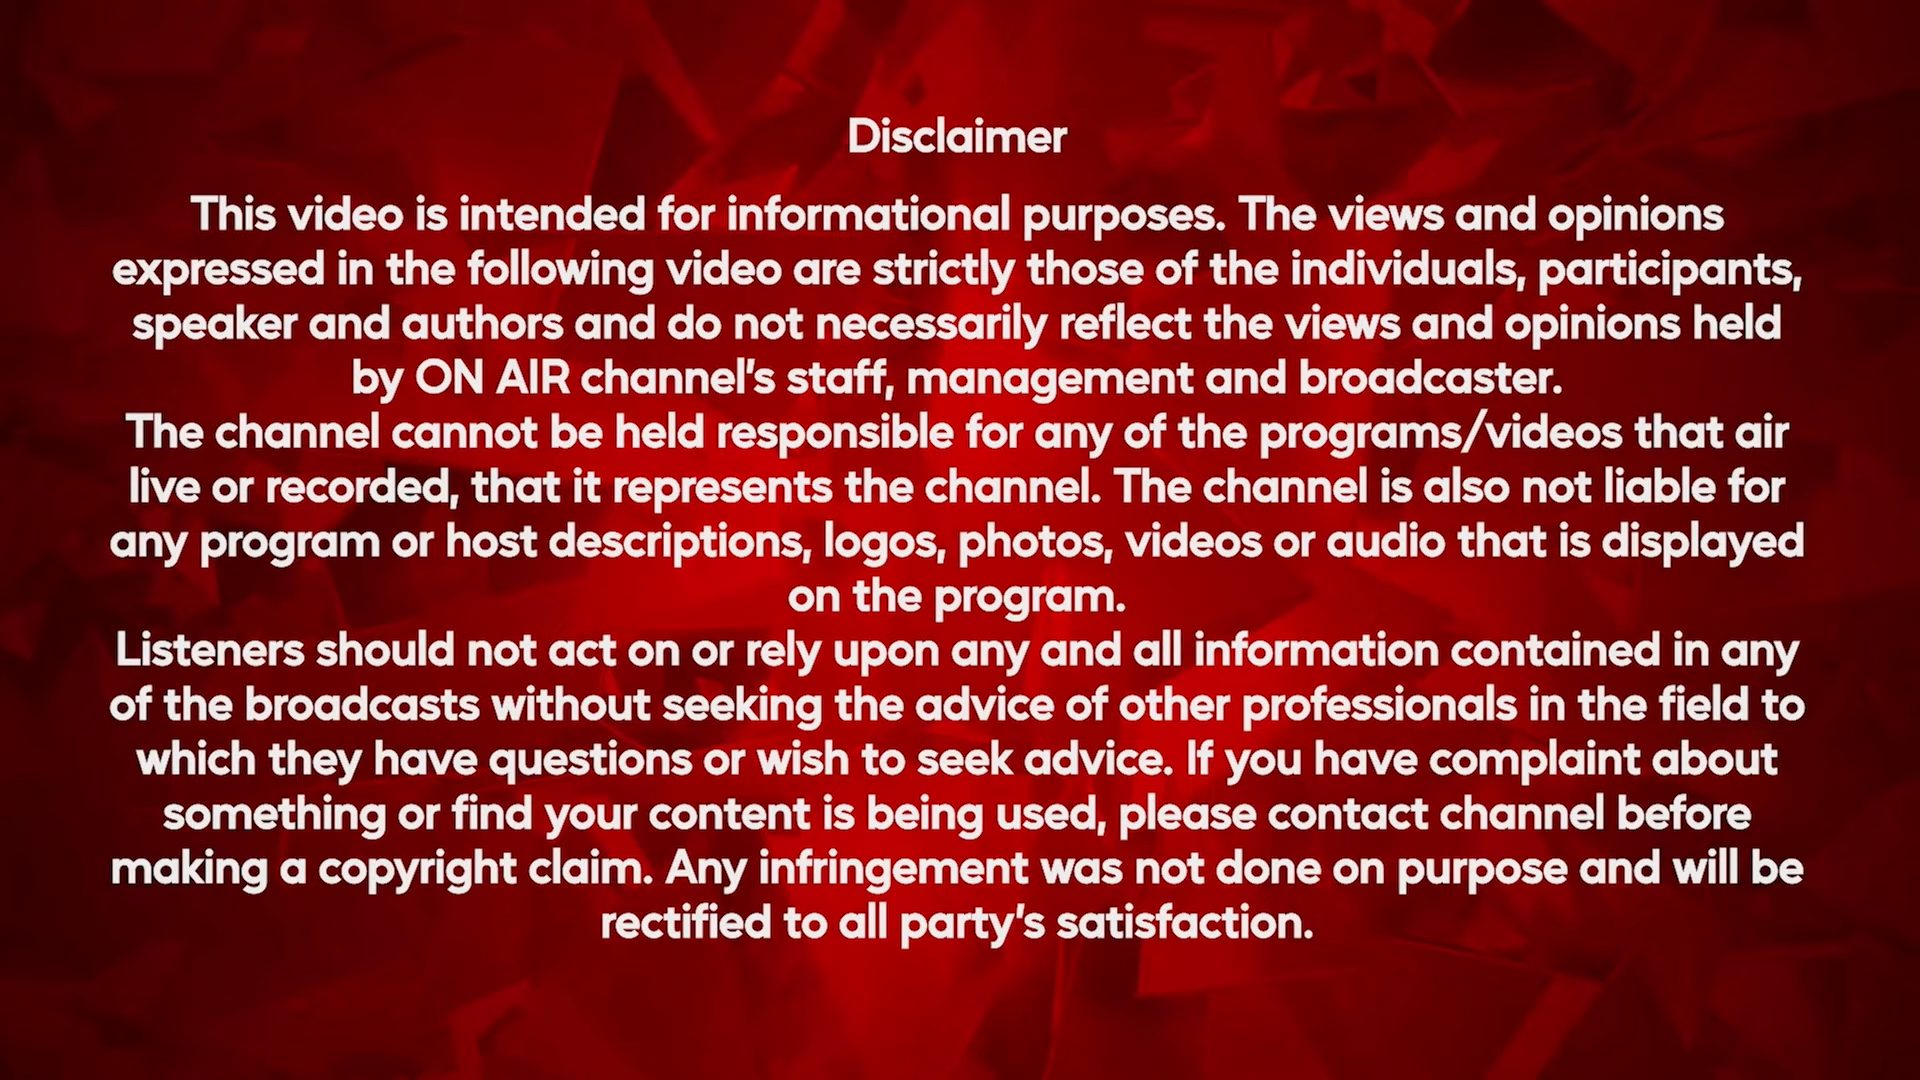 Disclaimer
This video is intended for informational purposes. The views and opinions
expressed in the following video are strictly those of the individuals, participants,
speaker and authors and do not necessarily reflect the views and opinions held
by ON AIR channel's staff, management and broadcaster.
The channel cannot be held responsible for any of the programs/videos that air
live or recorded, that it represents the channel. The channel is also not liable for
any program or host descriptions, logos, photos, videos or audio that is displayed
on the program.
Listeners should not act on or rely upon any and all information contained in any
of the broadcasts without seeking the advice of other professionals in the field to
which they have questions or wish to seek advice. If you have complaint about
something or find your content is being used, please contact channel before
making a copyright claim. Any infringement was not done on purpose and will be
rectified to all party's satisfaction.